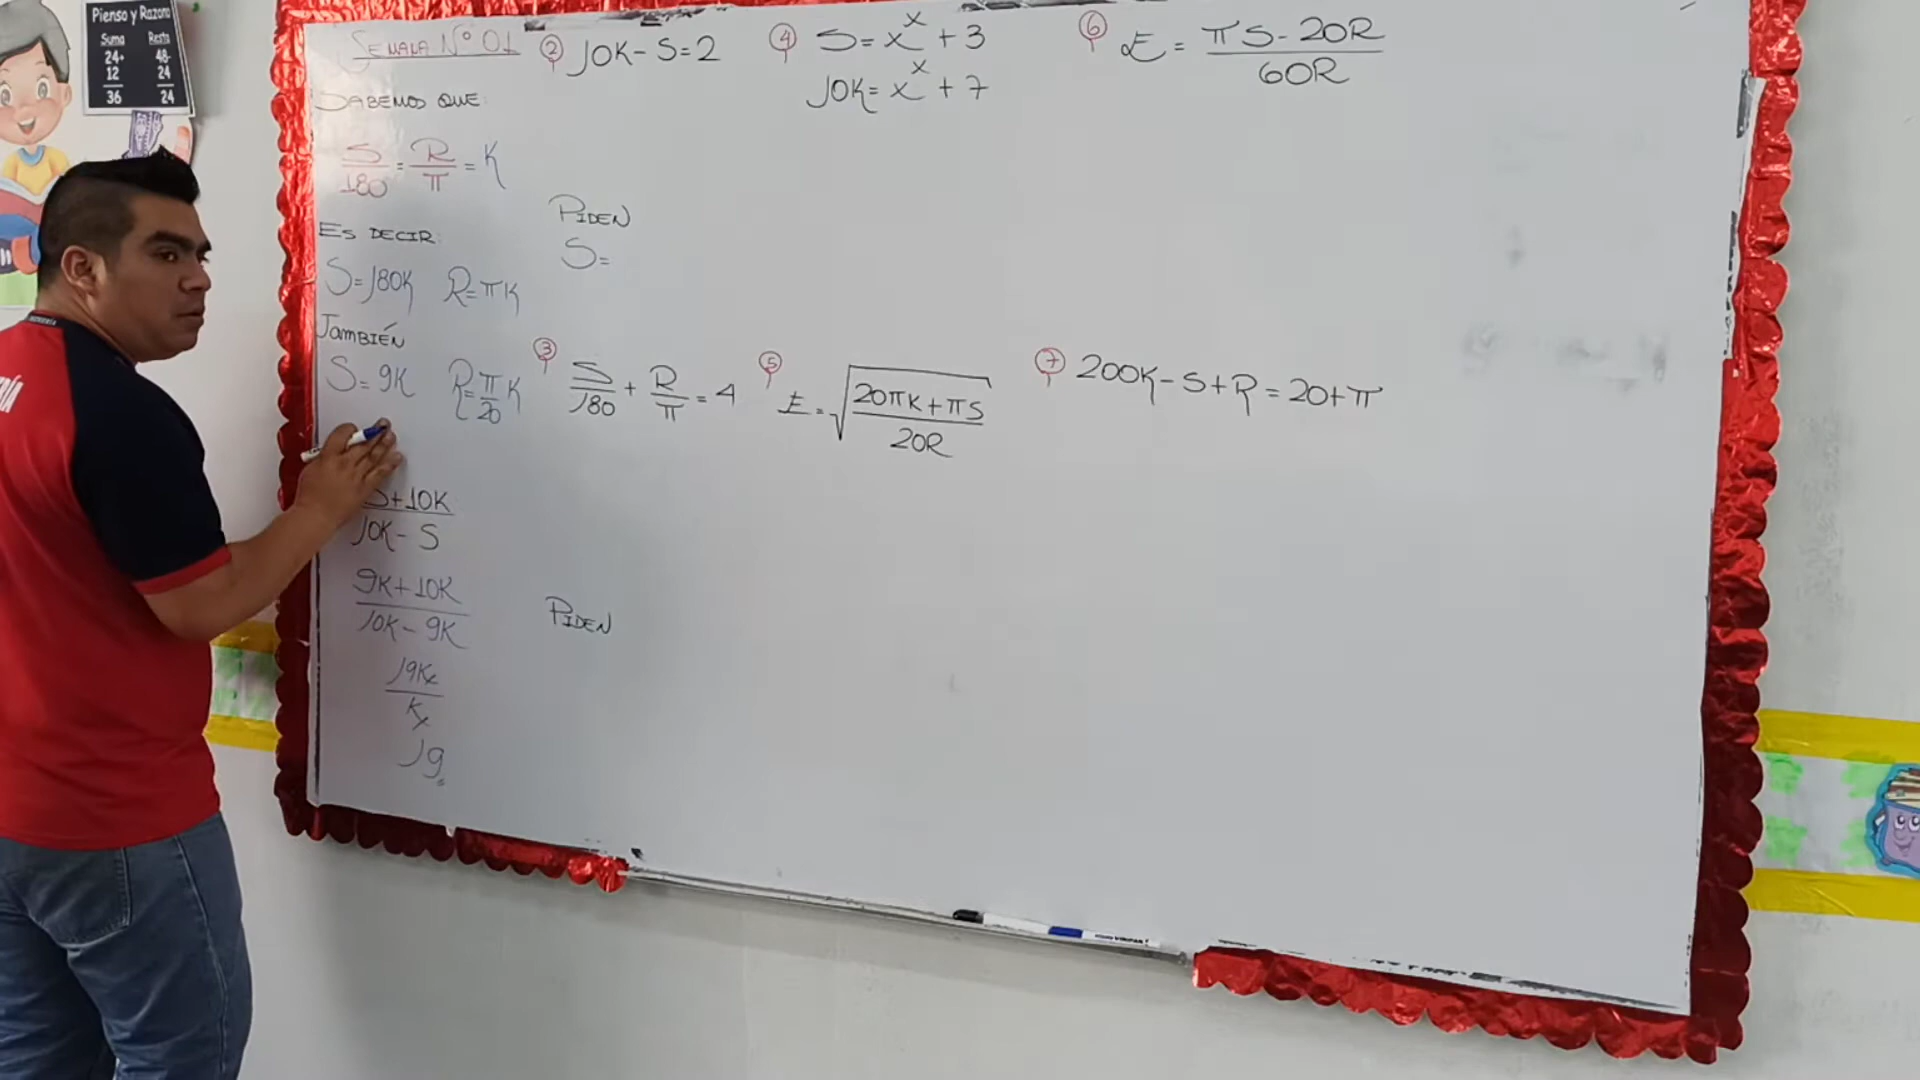 Pienso y Razono
Suma Resta
24+ 48-
12 24
36 24
SEMANA N° 01
SABEMOS QUE:
S/180 = R/π = K
ES DECIR:
S=180K R=πK
También
S=9K R=π/20 K
S+10K
10K-S
9K+10K
10K-9K
19K
K
19
② 10K-S=2
PIDEN
S=
③ S/180 + R/π = 4
PIDEN
④ S=x^x+3
10K=x^x+7
⑤ E=√((20πK+πS)/20R)
⑥ E = (πS-20R)/60R
⑦ 200K-S+R=20+π